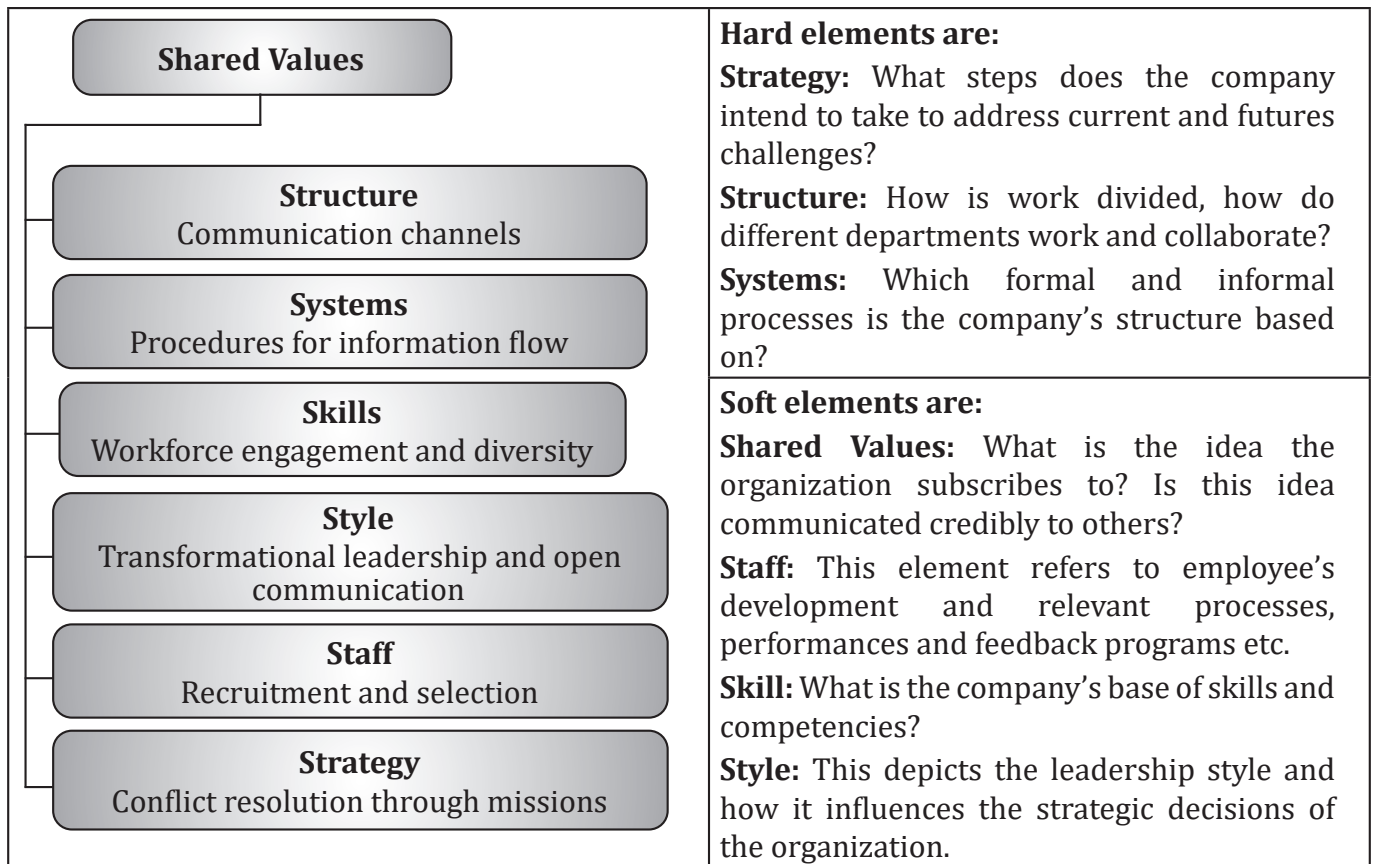 Shared Values
Structure
Communication channels
Systems
Procedures for information flow
Skills
Workforce engagement and diversity
Style
Transformational leadership and open
communication
Staff
Recruitment and selection
Strategy
Conflict resolution through missions
Hard elements are:
Strategy: What steps does the company
intend to take to address current and futures
challenges?
Structure: How is work divided, how do
different departments work and collaborate?
Systems: Which formal and informal
processes is the company's structure based
on?
Soft elements are:
Shared Values: What is the idea the
organization subscribes to? Is this idea
communicated credibly to others?
Staff: This element refers to employee's
development and relevant processes,
performances and feedback programs etc.
Skill: What is the company's base of skills and
competencies?
Style: This depicts the leadership style and
how it influences the strategic decisions of
the organization.